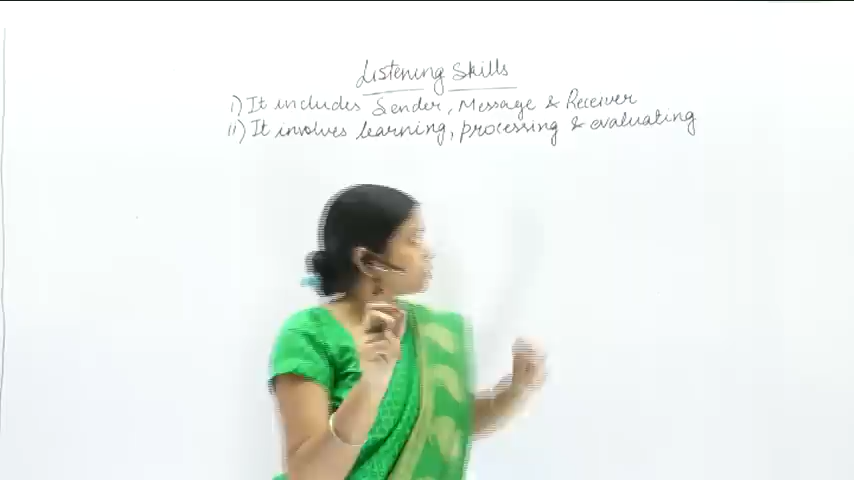 Listening Skills
i) It includes Sender, Message & Receiver
ii) It involves learning, processing & evaluating